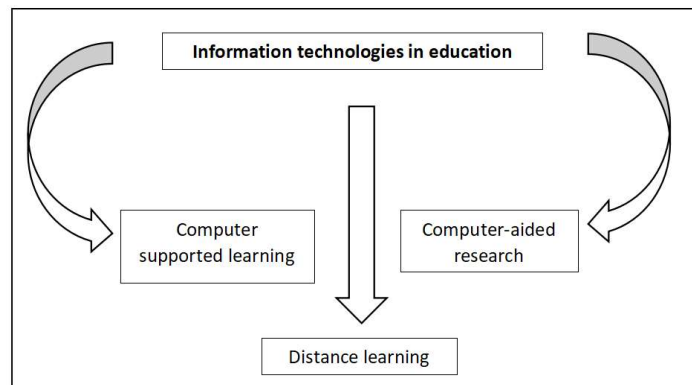 Information technologies in education
Computer
supported learning
Computer-aided
research
Distance learning